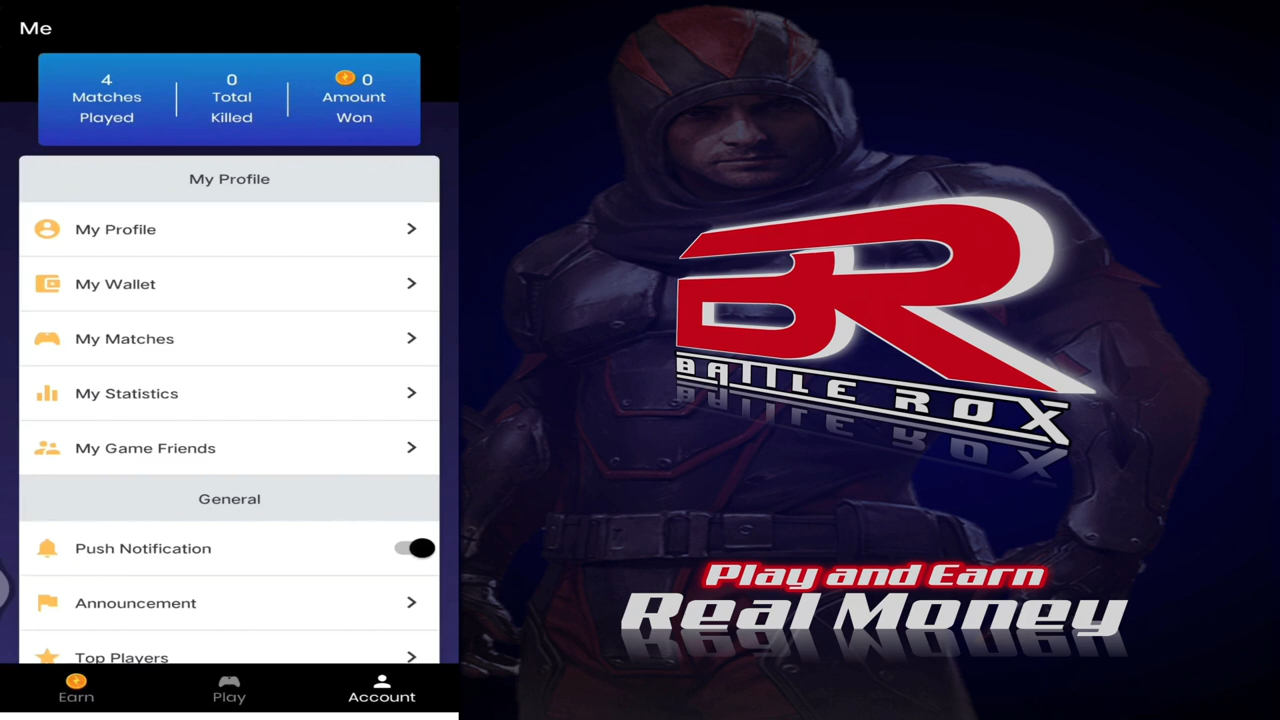 Me
4
Matches
Played
0
Total
Killed
0
Amount
Won
My Profile
My Profile
My Wallet
My Matches
My Statistics
My Game Friends
General
Push Notification
Announcement
Top Players
Earn
Play
Account
BR
BATTLE ROX
Play and Earn
Real Money